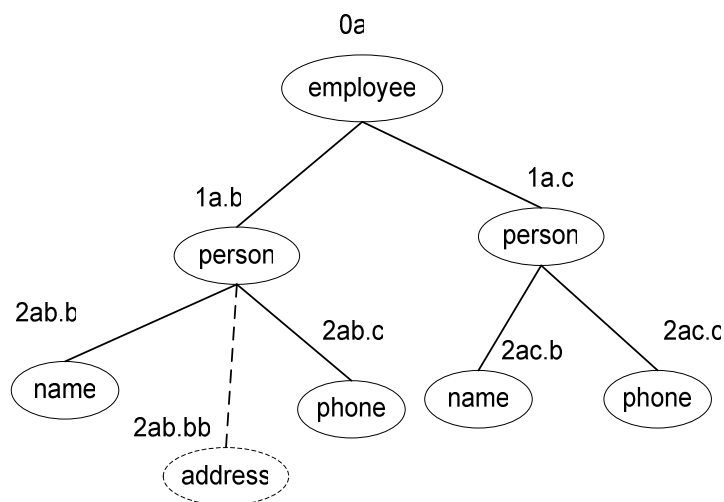 0a
employee
1a.b
1a.c
person
person
2ab.b
2ab.c
2ac.b
2ac.c
name
phone
name
phone
2ab.bb
address